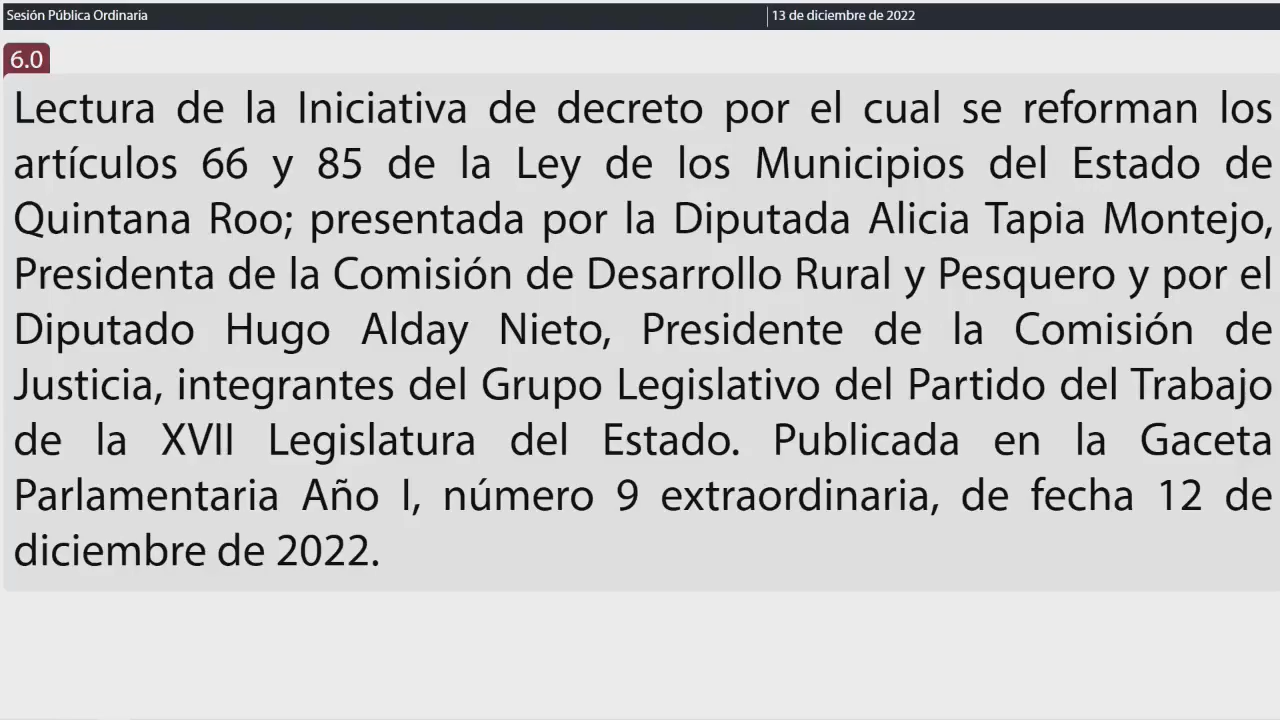 Sesión Pública Ordinaria
13 de diciembre de 2022
6.0
Lectura de la Iniciativa de decreto por el cual se reforman los
artículos 66 y 85 de la Ley de los Municipios del Estado de
Quintana Roo; presentada por la Diputada Alicia Tapia Montejo,
Presidenta de la Comisión de Desarrollo Rural y Pesquero y por el
Diputado Hugo Alday Nieto, Presidente de la Comisión de
Justicia, integrantes del Grupo Legislativo del Partido del Trabajo
de la XVII Legislatura del Estado. Publicada en la Gaceta
Parlamentaria Año I, número 9 extraordinaria, de fecha 12 de
diciembre de 2022.